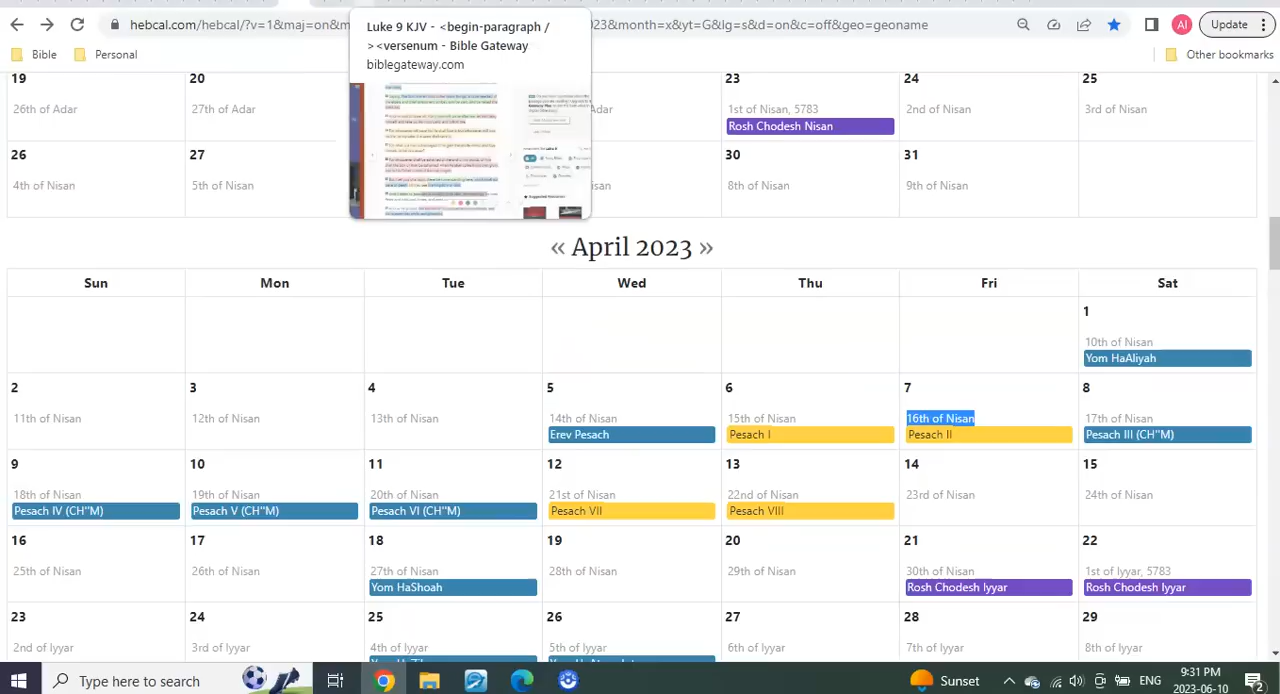 hebcal.com/hebcal/?v=1&maj=on&m
023&month=x&yt=G&lg=s&d=on&c=off&geo=geoname
AI
Update
Bible
Personal
Other bookmarks
Luke 9 KJV - <begin-paragraph /
><versenum - Bible Gateway
biblegateway.com
19
20
23
24
25
26th of Adar
27th of Adar
Adar
1st of Nisan, 5783
2nd of Nisan
3rd of Nisan
Rosh Chodesh Nisan
26
27
30
31
4th of Nisan
5th of Nisan
isan
8th of Nisan
9th of Nisan
« April 2023 »
Sun
Mon
Tue
Wed
Thu
Fri
Sat
1
10th of Nisan
Yom HaAliyah
2
3
4
5
6
7
8
11th of Nisan
12th of Nisan
13th of Nisan
14th of Nisan
15th of Nisan
16th of Nisan
17th of Nisan
Erev Pesach
Pesach I
Pesach II
Pesach III (CH"M)
9
10
11
12
13
14
15
18th of Nisan
19th of Nisan
20th of Nisan
21st of Nisan
22nd of Nisan
23rd of Nisan
24th of Nisan
Pesach IV (CH"M)
Pesach V (CH"M)
Pesach VI (CH"M)
Pesach VII
Pesach VIII
16
17
18
19
20
21
22
25th of Nisan
26th of Nisan
27th of Nisan
28th of Nisan
29th of Nisan
30th of Nisan
1st of Iyyar, 5783
Yom HaShoah
Rosh Chodesh Iyyar
Rosh Chodesh Iyyar
23
24
25
26
27
28
29
2nd of Iyyar
3rd of Iyyar
4th of Iyyar
5th of Iyyar
6th of Iyyar
7th of Iyyar
8th of Iyyar
Type here to search
Sunset
ENG
9:31 PM
2023-06-10
2